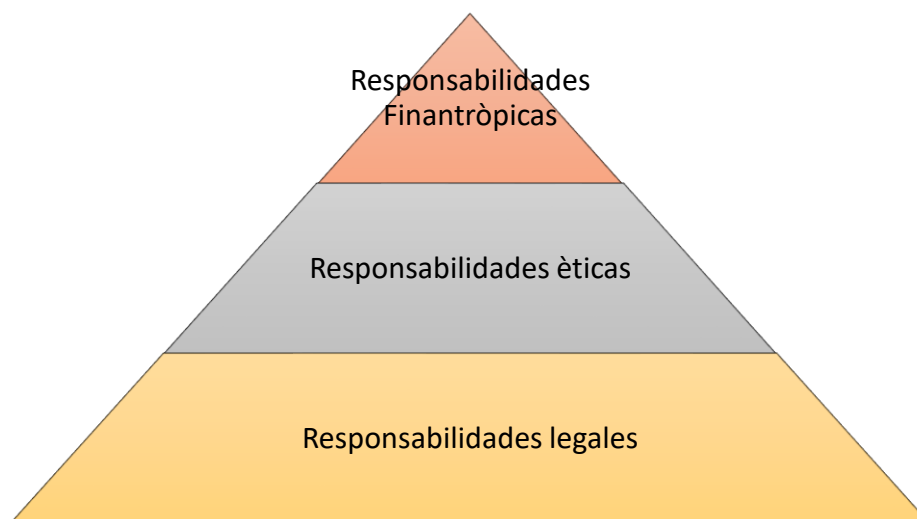 Responsabilidades
Finantròpicas
Responsabilidades èticas
Responsabilidades legales